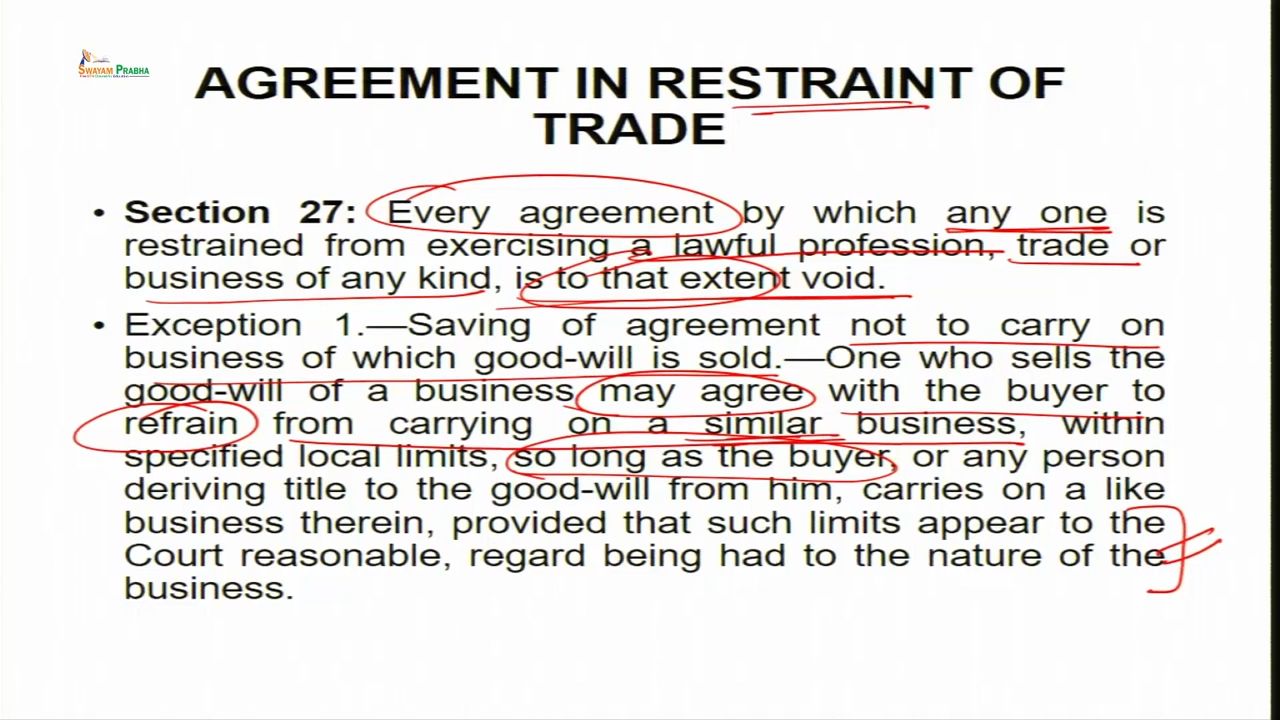 SWAYAM PRABHA
AGREEMENT IN RESTRAINT OF
TRADE
• Section 27: Every agreement by which any one is
restrained from exercising a lawful profession, trade or
business of any kind, is to that extent void.
• Exception 1.—Saving of agreement not to carry on
business of which good-will is sold.—One who sells the
good-will of a business may agree with the buyer to
refrain from carrying on a similar business, within
specified local limits, so long as the buyer, or any person
deriving title to the good-will from him, carries on a like
business therein, provided that such limits appear to the
Court reasonable, regard being had to the nature of the
business.